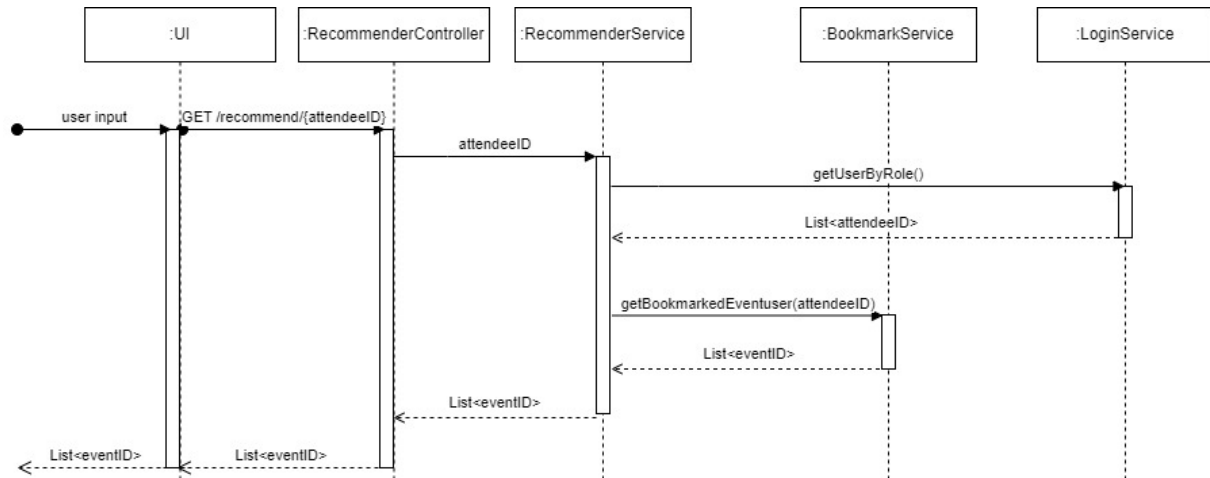 :UI
:RecommenderController
:RecommenderService
:BookmarkService
:LoginService
user input
GET /recommend/{attendeeID}
attendeeID
getUserByRole()
List<attendeeID>
getBookmarkedEventuser(attendeeID)
List<eventID>
List<eventID>
List<eventID>
List<eventID>